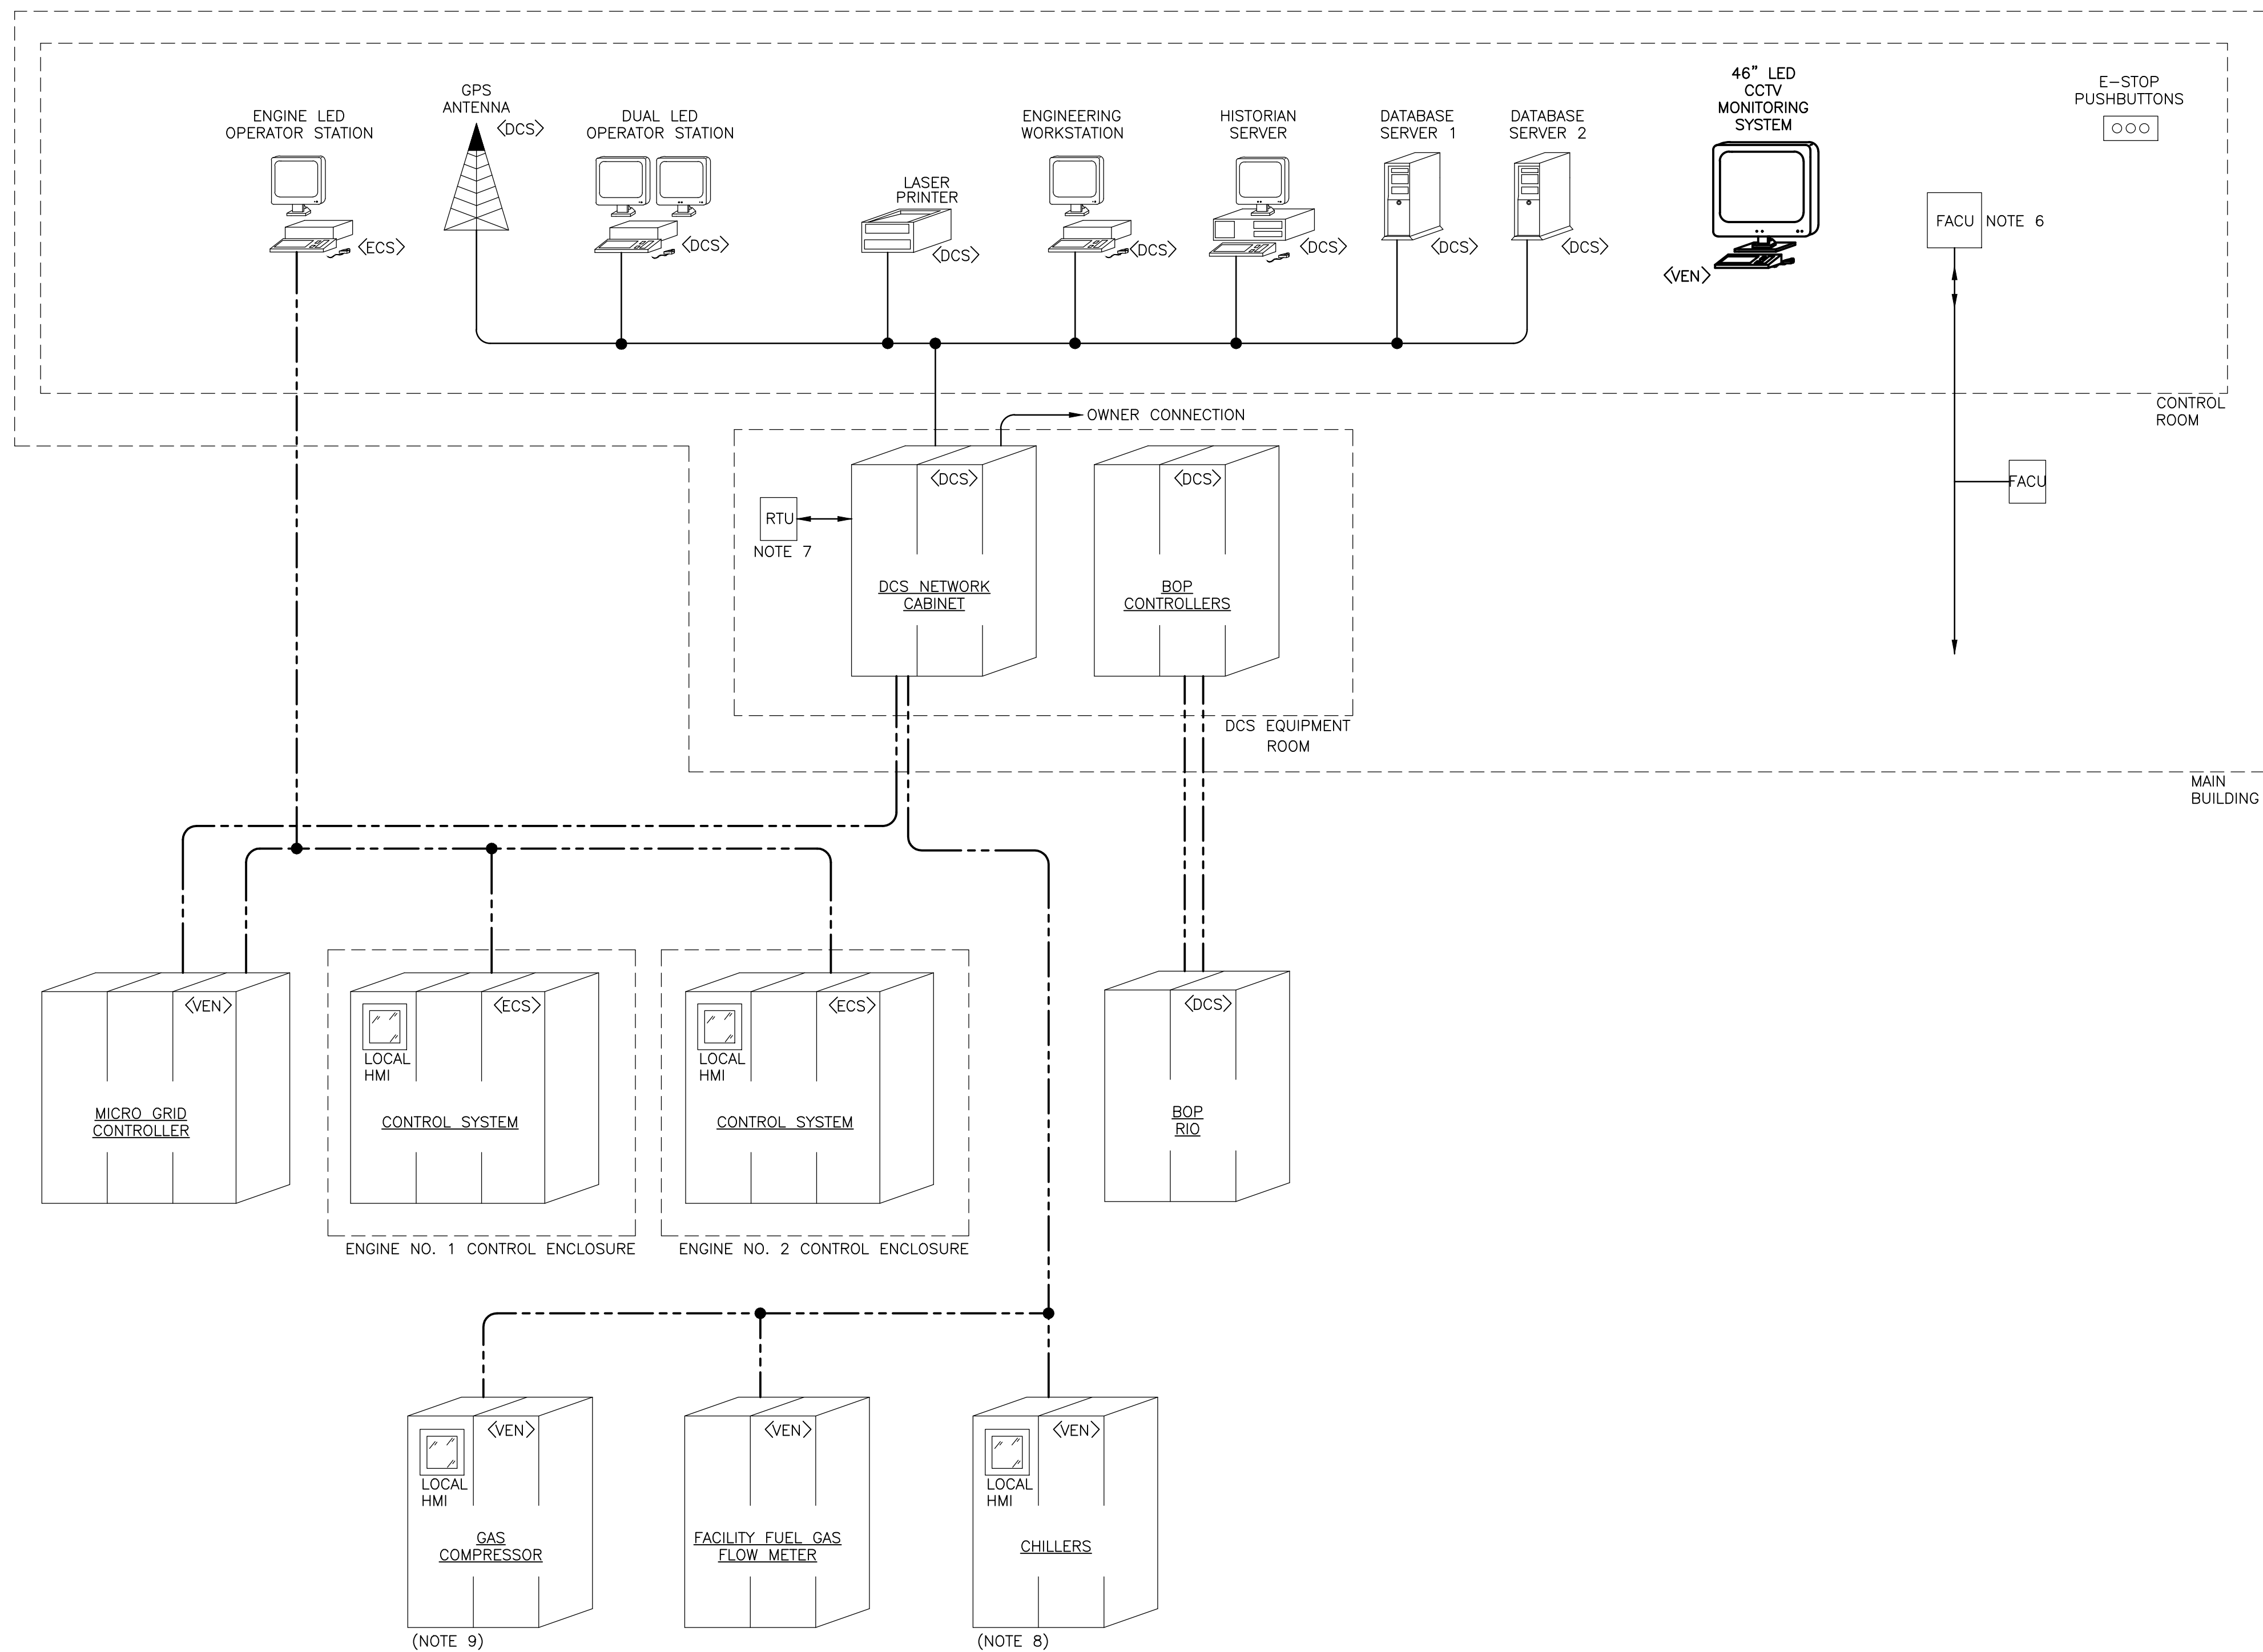 ENGINE LED
OPERATOR STATION
<ECS>
GPS
ANTENNA
<DCS>
DUAL LED
OPERATOR STATION
<DCS>
LASER
PRINTER
<DCS>
ENGINEERING
WORKSTATION
<DCS>
HISTORIAN
SERVER
<DCS>
DATABASE
SERVER 1
<DCS>
DATABASE
SERVER 2
<DCS>
46" LED
CCTV
MONITORING
SYSTEM
<VEN>
E-STOP
PUSHBUTTONS
FACU NOTE 6
CONTROL
ROOM
OWNER CONNECTION
FACU
RTU
NOTE 7
<DCS>
DCS NETWORK
CABINET
<DCS>
BOP
CONTROLLERS
DCS EQUIPMENT
ROOM
MAIN
BUILDING
<VEN>
MICRO GRID
CONTROLLER
<ECS>
LOCAL
HMI
CONTROL SYSTEM
ENGINE NO. 1 CONTROL ENCLOSURE
<ECS>
LOCAL
HMI
CONTROL SYSTEM
ENGINE NO. 2 CONTROL ENCLOSURE
<DCS>
BOP
RIO
<VEN>
LOCAL
HMI
GAS
COMPRESSOR
(NOTE 9)
<VEN>
FACILITY FUEL GAS
FLOW METER
<VEN>
LOCAL
HMI
CHILLERS
(NOTE 8)